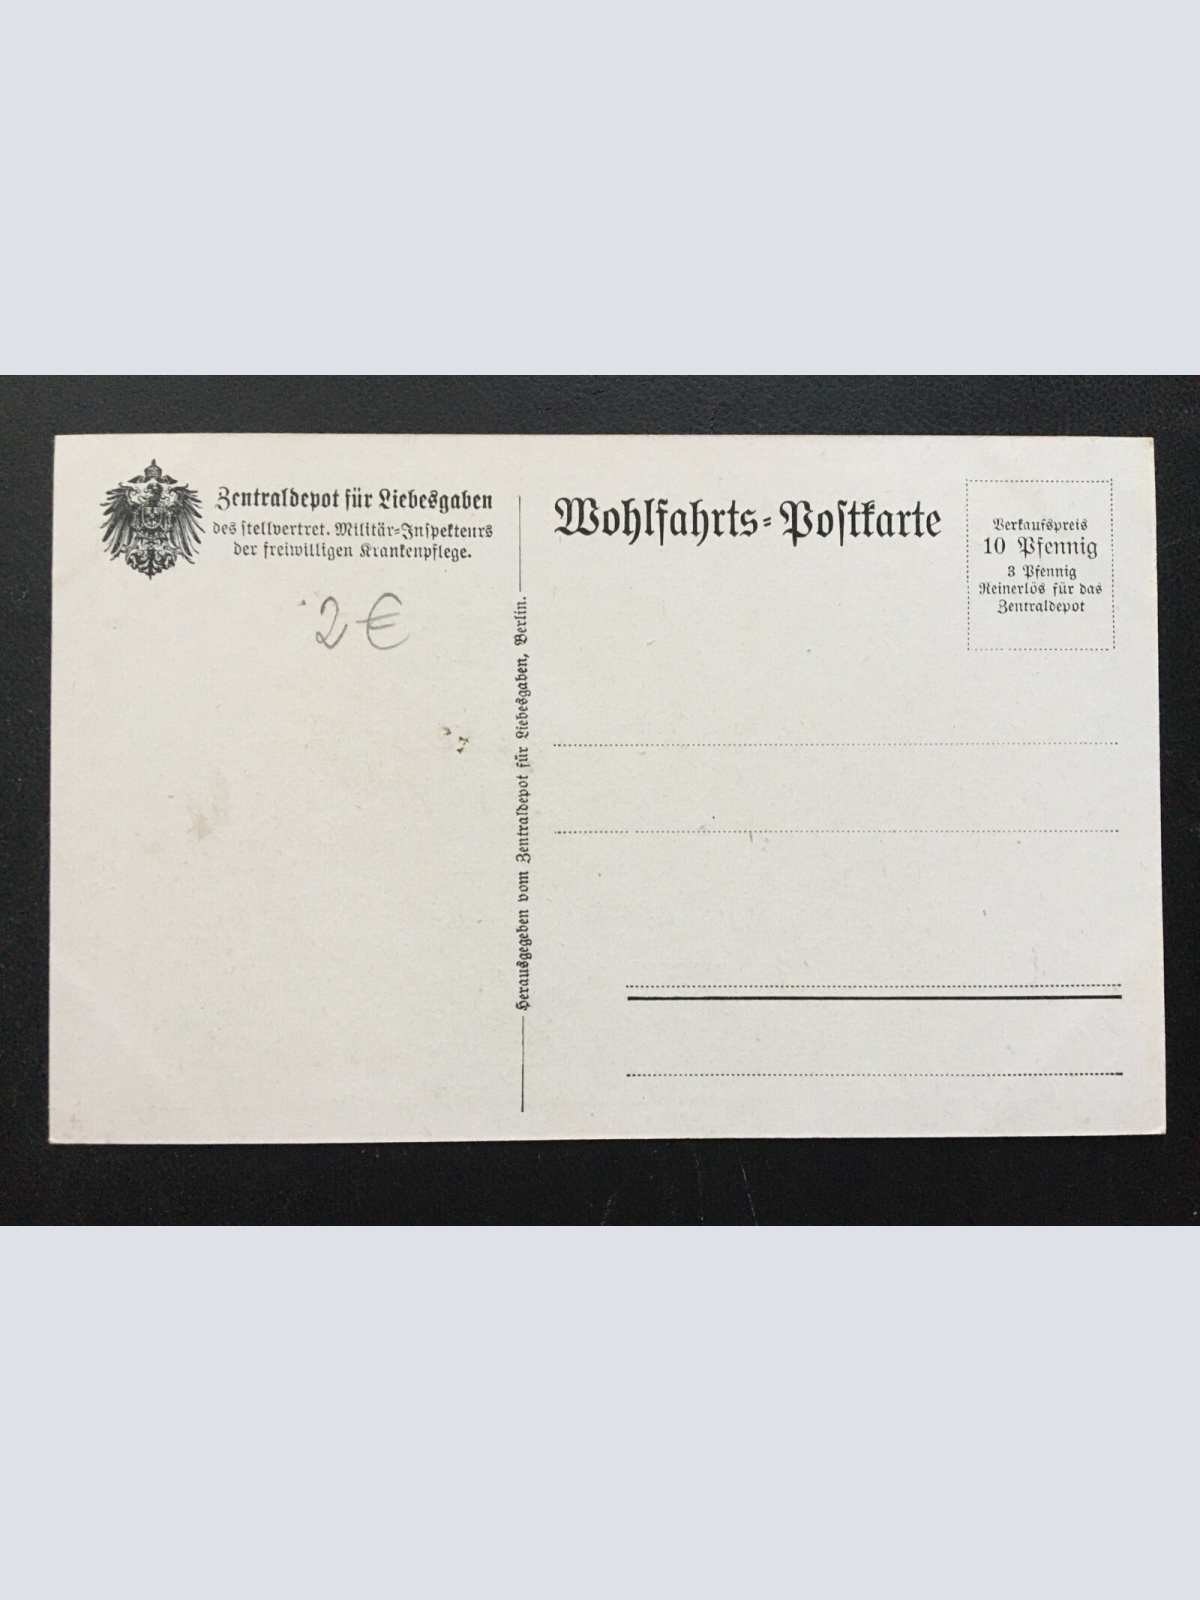 Zentraldepot für Liebesgaben
des stellvertret. Militär-Inspekteurs
der freiwilligen Krankenpflege.
2 €
Herausgegeben vom Zentraldepot für Liebesgaben, Berlin.
Wohlfahrts-Postkarte
Verkaufspreis
10 Pfennig
3 Pfennig
Reinerlös für das
Zentraldepot